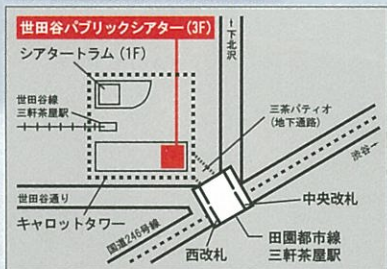 世田谷パブリックシアター(3F)
シアタートラム(1F)
↑下北沢
世田谷線
三軒茶屋駅
三茶パティオ
(地下通路)
渋谷→
世田谷通り
キャロットタワー
国道246号線
中央改札
西改札
田園都市線
三軒茶屋駅